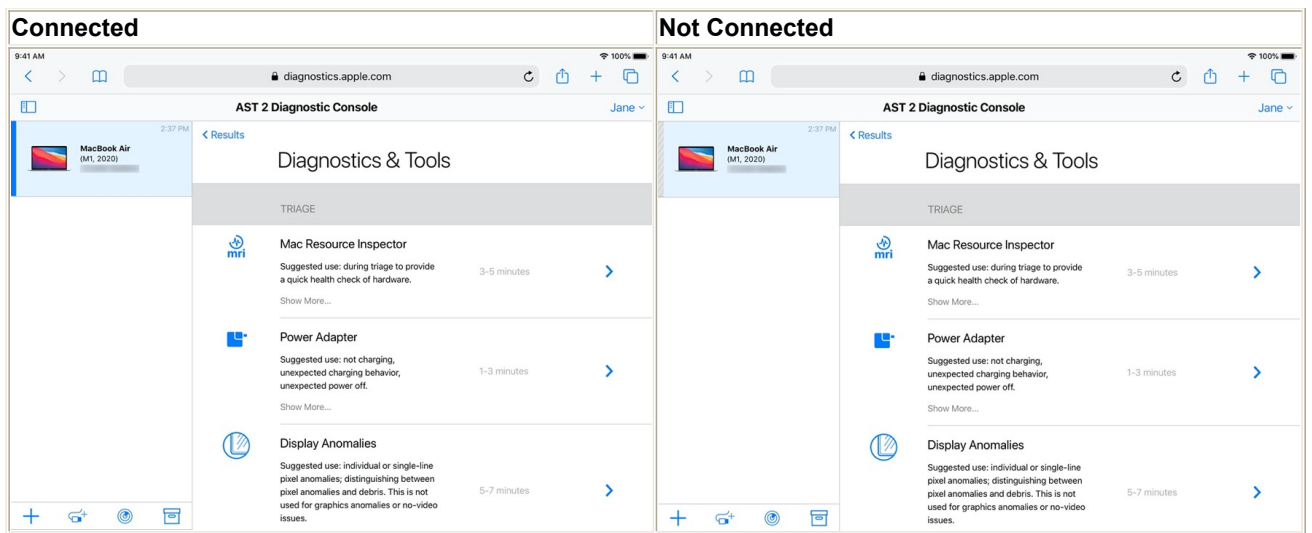 Connected
9:41 AM
100%
diagnostics.apple.com
AST 2 Diagnostic Console
Jane
2:37 PM
MacBook Air
(M1, 2020)
Results
Diagnostics & Tools
TRIAGE
mri
Mac Resource Inspector
Suggested use: during triage to provide
a quick health check of hardware.
3-5 minutes
Show More...
Power Adapter
Suggested use: not charging,
unexpected charging behavior,
unexpected power off.
1-3 minutes
Show More...
Display Anomalies
Suggested use: individual or single-line
pixel anomalies; distinguishing between
pixel anomalies and debris. This is not
used for graphics anomalies or no-video
issues.
5-7 minutes
Not Connected
9:41 AM
100%
diagnostics.apple.com
AST 2 Diagnostic Console
Jane
2:37 PM
MacBook Air
(M1, 2020)
Results
Diagnostics & Tools
TRIAGE
mri
Mac Resource Inspector
Suggested use: during triage to provide
a quick health check of hardware.
3-5 minutes
Show More...
Power Adapter
Suggested use: not charging,
unexpected charging behavior,
unexpected power off.
1-3 minutes
Show More...
Display Anomalies
Suggested use: individual or single-line
pixel anomalies; distinguishing between
pixel anomalies and debris. This is not
used for graphics anomalies or no-video
issues.
5-7 minutes